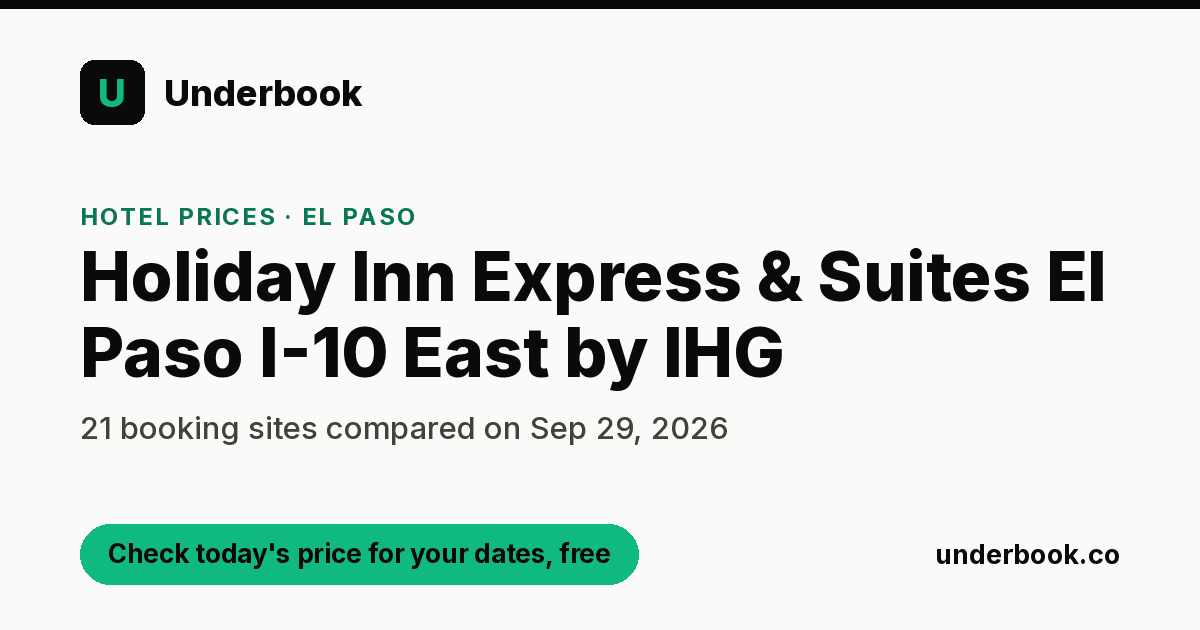 U Underbook
HOTEL PRICES · EL PASO
Holiday Inn Express & Suites El
Paso I-10 East by IHG
21 booking sites compared on Sep 29, 2026
Check today's price for your dates, free
underbook.co